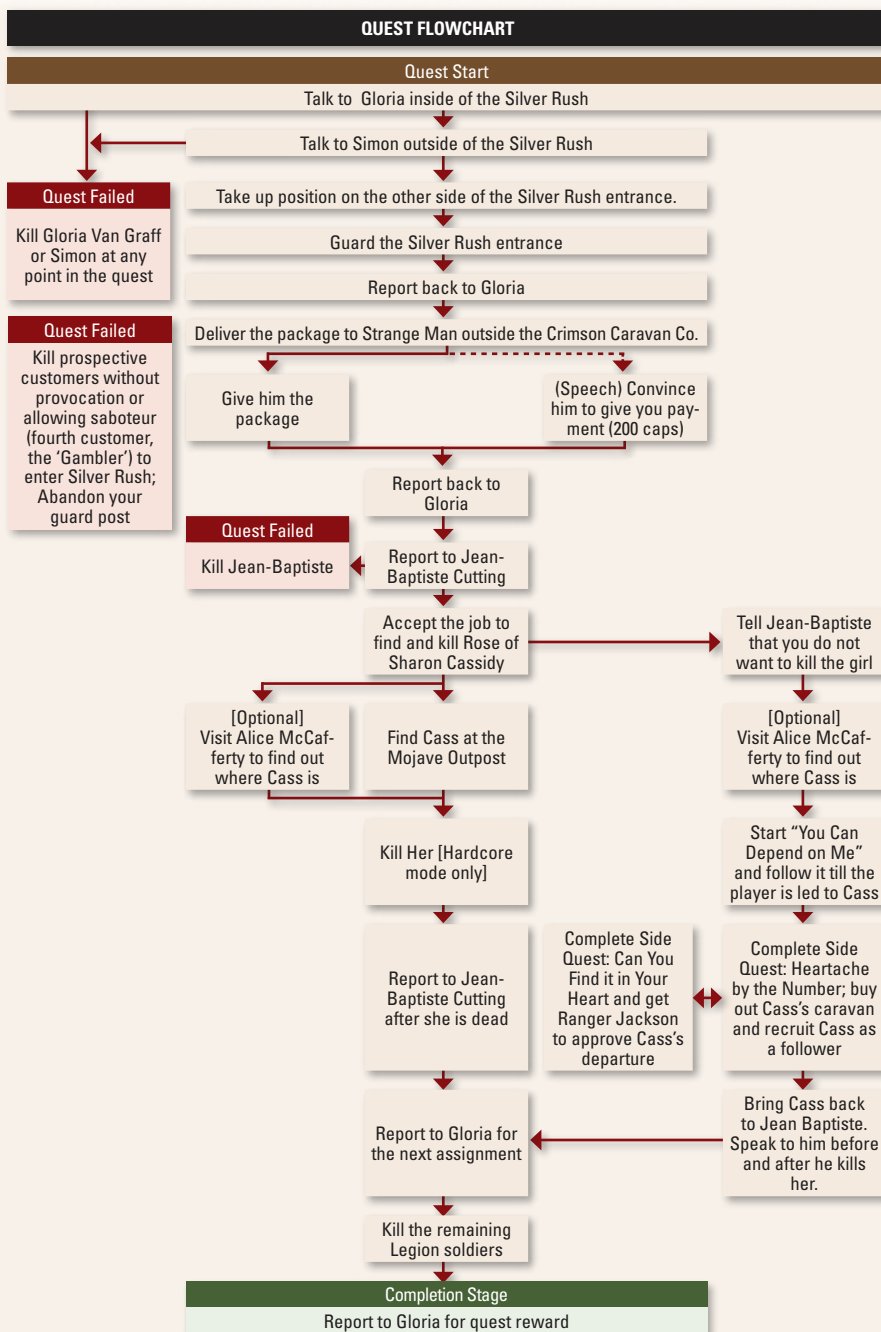 QUEST FLOWCHART
Quest Start
Talk to Gloria inside of the Silver Rush
Talk to Simon outside of the Silver Rush
Quest Failed
Kill Gloria Van Graff
or Simon at any
point in the quest
Take up position on the other side of the Silver Rush entrance.
Guard the Silver Rush entrance
Report back to Gloria
Quest Failed
Kill prospective
customers without
provocation or
allowing saboteur
(fourth customer,
the ‘Gambler’) to
enter Silver Rush;
Abandon your
guard post
Deliver the package to Strange Man outside the Crimson Caravan Co.
Give him the
package
(Speech) Convince
him to give you pay-
ment (200 caps)
Report back to
Gloria
Quest Failed
Kill Jean-Baptiste
Report to Jean-
Baptiste Cutting
Accept the job to
find and kill Rose of
Sharon Cassidy
Tell Jean-Baptiste
that you do not
want to kill the girl
[Optional]
Visit Alice McCaf-
ferty to find out
where Cass is
Find Cass at the
Mojave Outpost
[Optional]
Visit Alice McCaf-
ferty to find out
where Cass is
Kill Her [Hardcore
mode only]
Start “You Can
Depend on Me”
and follow it till the
player is led to Cass
Report to Jean-
Baptiste Cutting
after she is dead
Complete Side
Quest: Can You
Find it in Your
Heart and get
Ranger Jackson
to approve Cass’s
departure
Complete Side
Quest: Heartache
by the Number; buy
out Cass’s caravan
and recruit Cass as
a follower
Report to Gloria for
the next assignment
Bring Cass back
to Jean Baptiste.
Speak to him before
and after he kills
her.
Kill the remaining
Legion soldiers
Completion Stage
Report to Gloria for quest reward